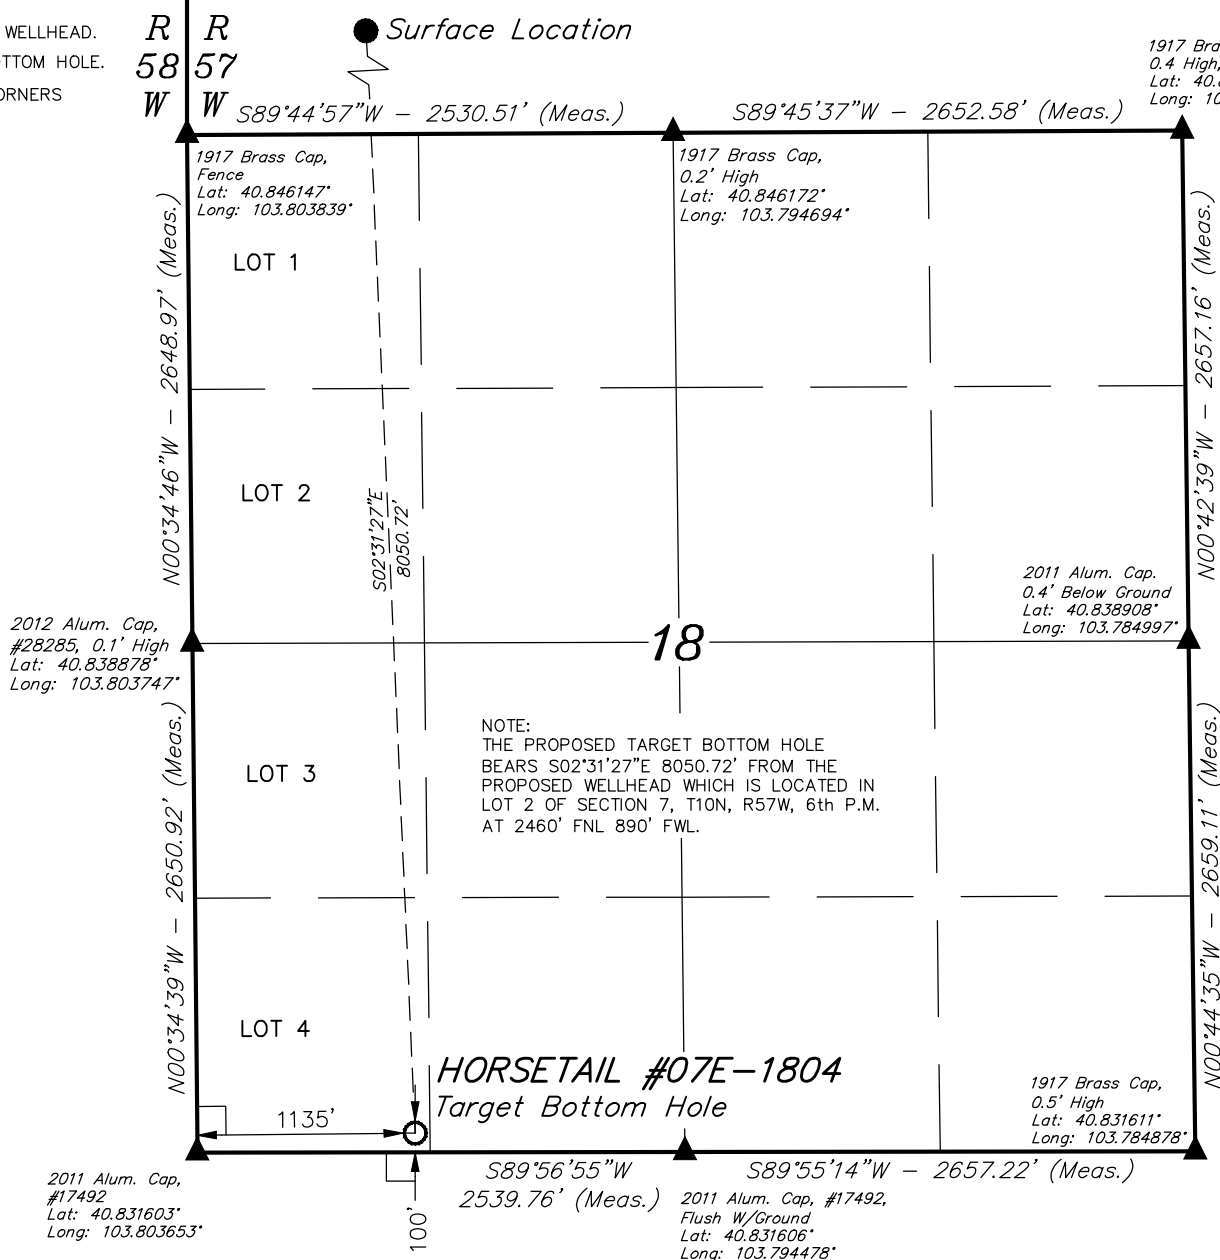 WELLHEAD.
TTOM HOLE.
ORNERS
R R
58 57
W W
Surface Location
1917 Bra
0.4 High,
Lat: 40.
Long: 10
S89°44'57"W - 2530.51' (Meas.)
S89°45'37"W - 2652.58' (Meas.)
1917 Brass Cap,
Fence
Lat: 40.846147°
Long: 103.803839°
1917 Brass Cap,
0.2' High
Lat: 40.846172°
Long: 103.794694°
N00°34'46"W - 2648.97' (Meas.)
N00°42'39"W - 2657.16' (Meas.)
LOT 1
LOT 2
S02°31'27"E
8050.72'
2012 Alum. Cap,
#28285, 0.1' High
Lat: 40.838878°
Long: 103.803747°
18
2011 Alum. Cap.
0.4' Below Ground
Lat: 40.838908°
Long: 103.784997°
NOTE:
THE PROPOSED TARGET BOTTOM HOLE
BEARS S02°31'27"E 8050.72' FROM THE
PROPOSED WELLHEAD WHICH IS LOCATED IN
LOT 2 OF SECTION 7, T10N, R57W, 6th P.M.
AT 2460' FNL 890' FWL.
N00°34'39"W - 2650.92' (Meas.)
N00°44'35"W - 2659.11' (Meas.)
LOT 3
LOT 4
HORSETAIL #07E-1804
Target Bottom Hole
1135'
100'
1917 Brass Cap,
0.5' High
Lat: 40.831611°
Long: 103.784878°
2011 Alum. Cap,
#17492
Lat: 40.831603°
Long: 103.803653°
S89°56'55"W
2539.76' (Meas.)
S89°55'14"W - 2657.22' (Meas.)
2011 Alum. Cap, #17492,
Flush W/Ground
Lat: 40.831606°
Long: 103.794478°